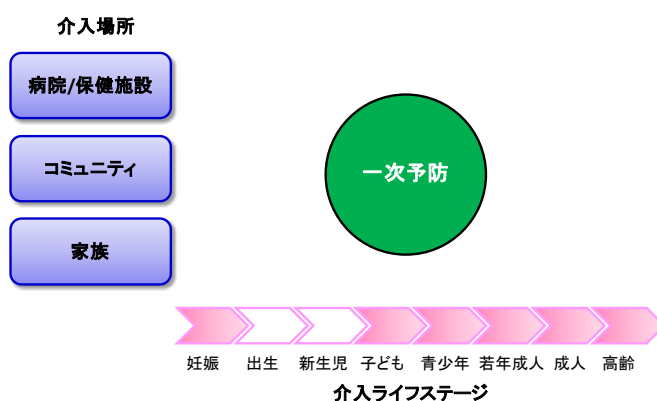 介入場所
病院/保健施設
コミュニティ
家族
一次予防
妊娠 出生 新生児 子ども 青少年 若年成人 成人 高齢
介入ライフステージ